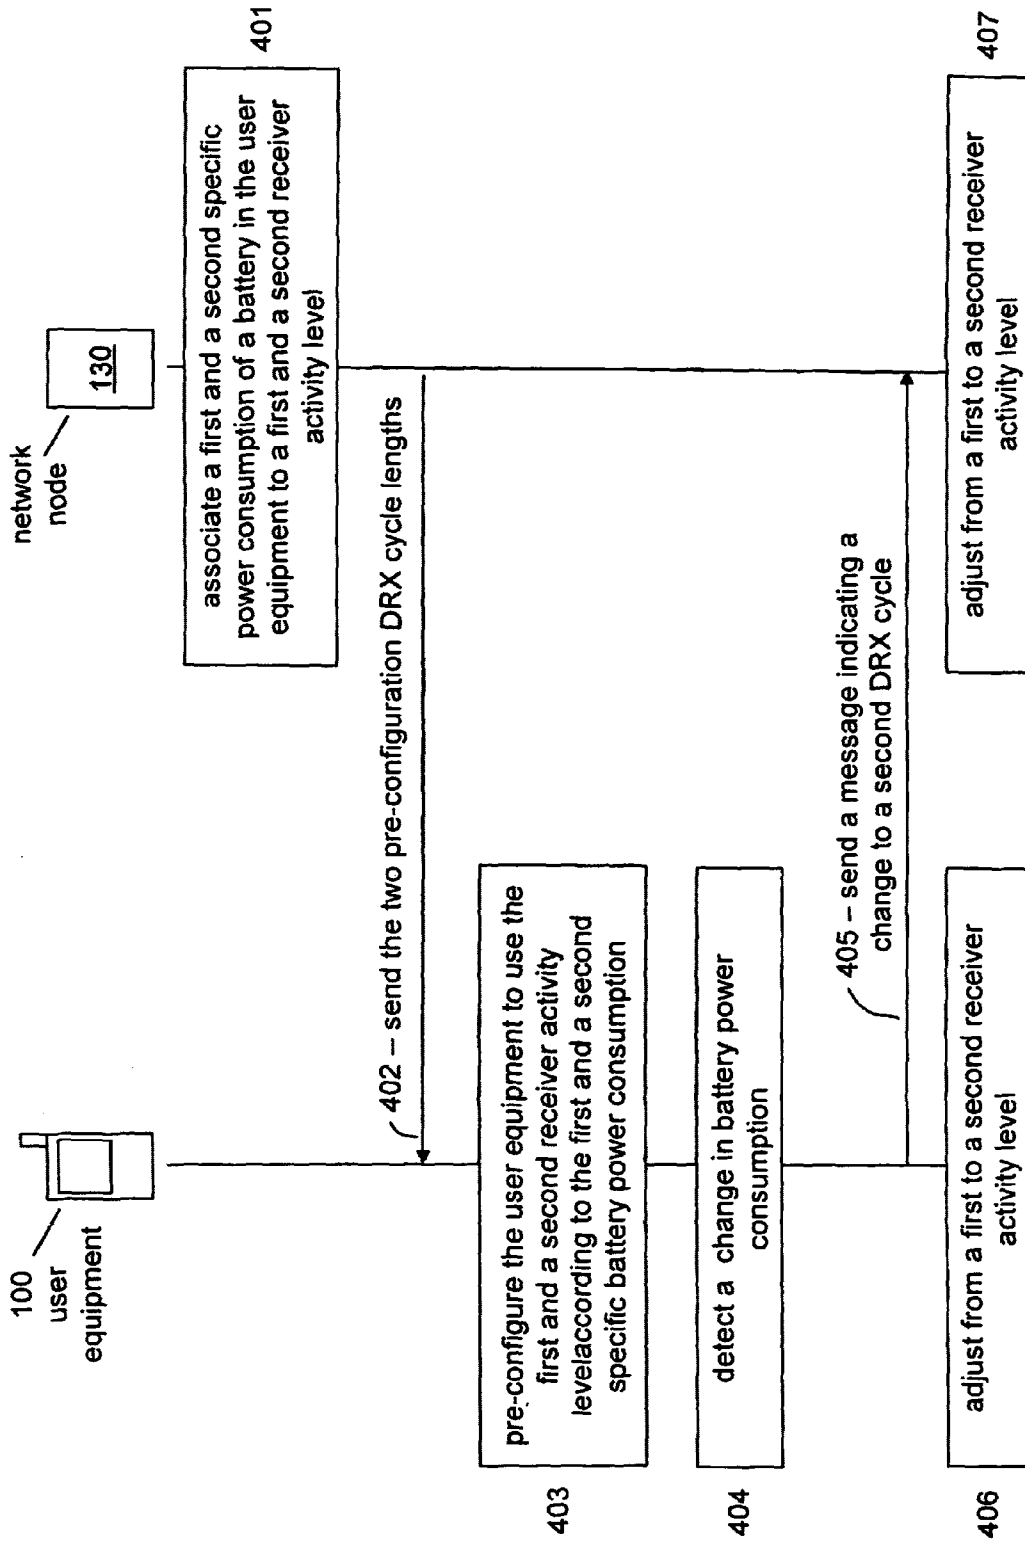 100
user
equipment
network
node
130
associate a first and a second specific
power consumption of a battery in the user
equipment to a first and a second receiver
activity level
401
402 – send the two pre-configuration DRX cycle lengths
403
pre-configure the user equipment to use the
first and a second receiver activity
levelaccording to the first and a second
specific battery power consumption
404
detect a change in battery power
consumption
405 – send a message indicating a
change to a second DRX cycle
406
adjust from a first to a second receiver
activity level
adjust from a first to a second receiver
activity level
407